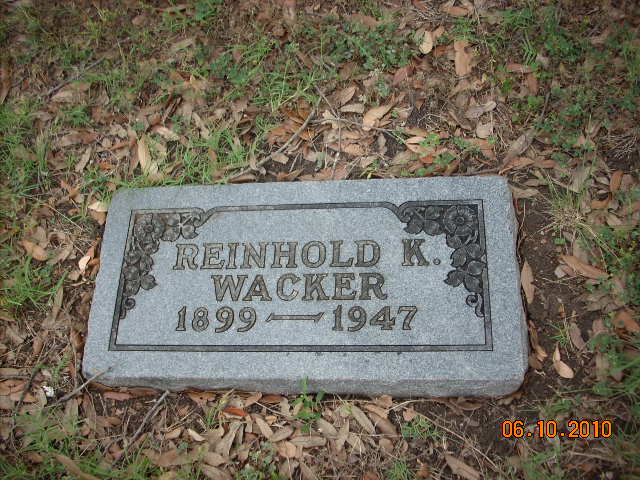 REINHOLD K.
WACKER
1899 — 1947
06.10.2010